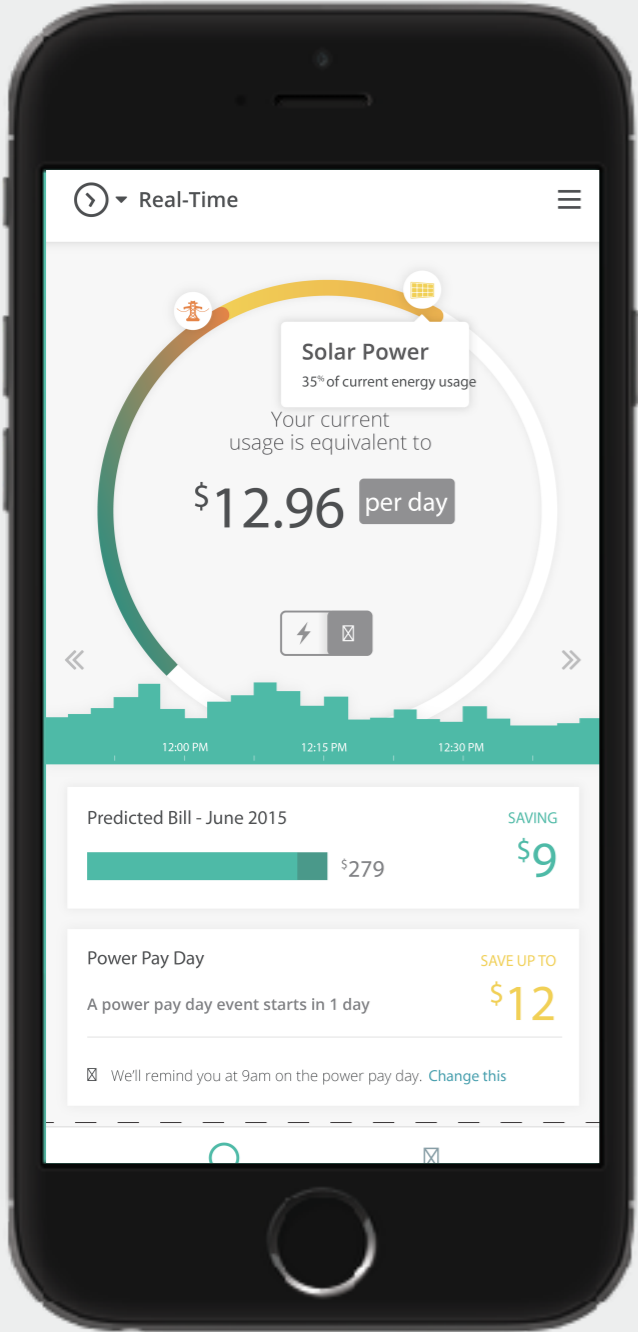 Real-Time
Solar Power
35% of current energy usage
Your current
usage is equivalent to
$12.96 per day
12:00 PM 12:15 PM 12:30 PM
Predicted Bill - June 2015
SAVING
$279
$9
Power Pay Day
SAVE UP TO
A power pay day event starts in 1 day
$12
We'll remind you at 9am on the power pay day. Change this